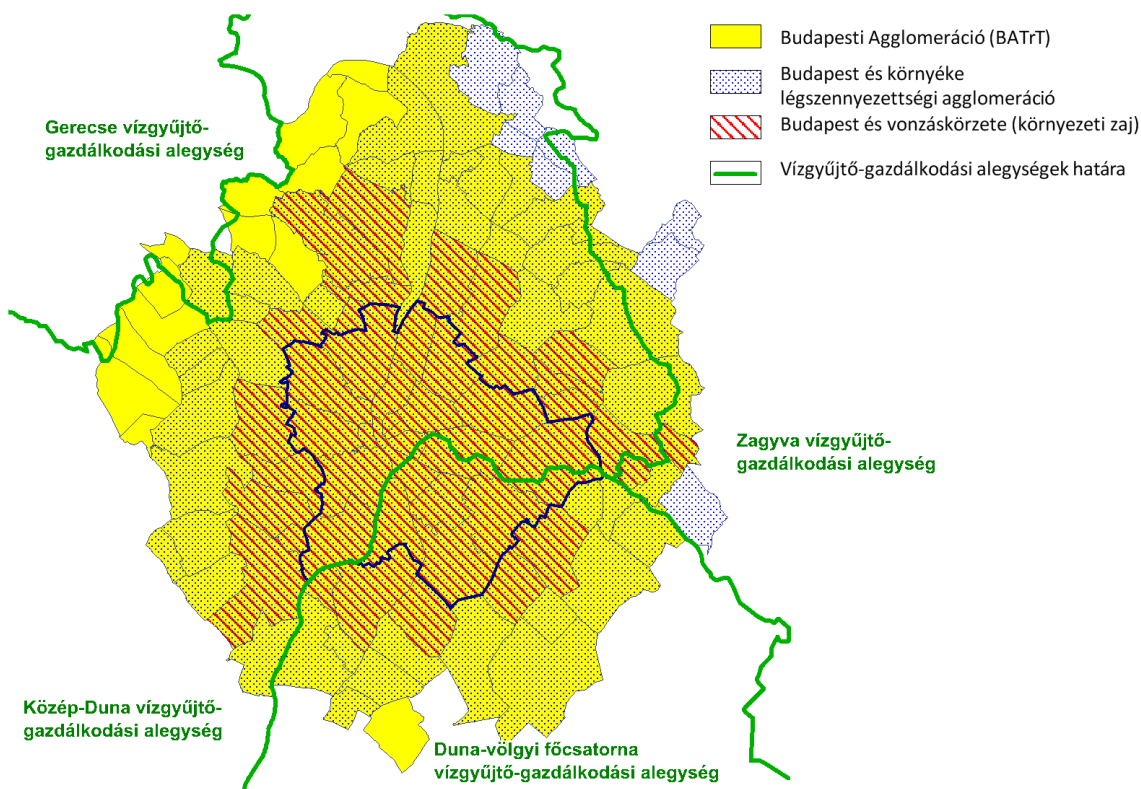 Budapesti Agglomeráció (BATrT)
Budapest és környéke
légszennyezettségi agglomeráció
Budapest és vonzáskörzete (környezeti zaj)
Vízgyűjtő-gazdálkodási alegységek határa
Gerecse vízgyűjtő-
gazdálkodási alegység
Zagyva vízgyűjtő-
gazdálkodási alegység
Közép-Duna vízgyűjtő-
gazdálkodási alegység
Duna-völgyi főcsatorna
vízgyűjtő-gazdálkodási alegység